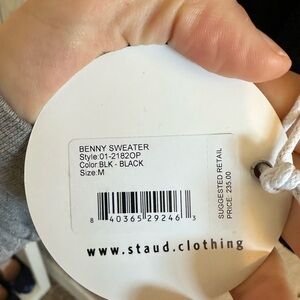 BENNY SWEATER
Style:01-2182OP
Color:BLK - BLACK
Size:M
8 40365 29246 3
SUGGESTED RETAIL
PRICE: 235.00
www.staud.clothing